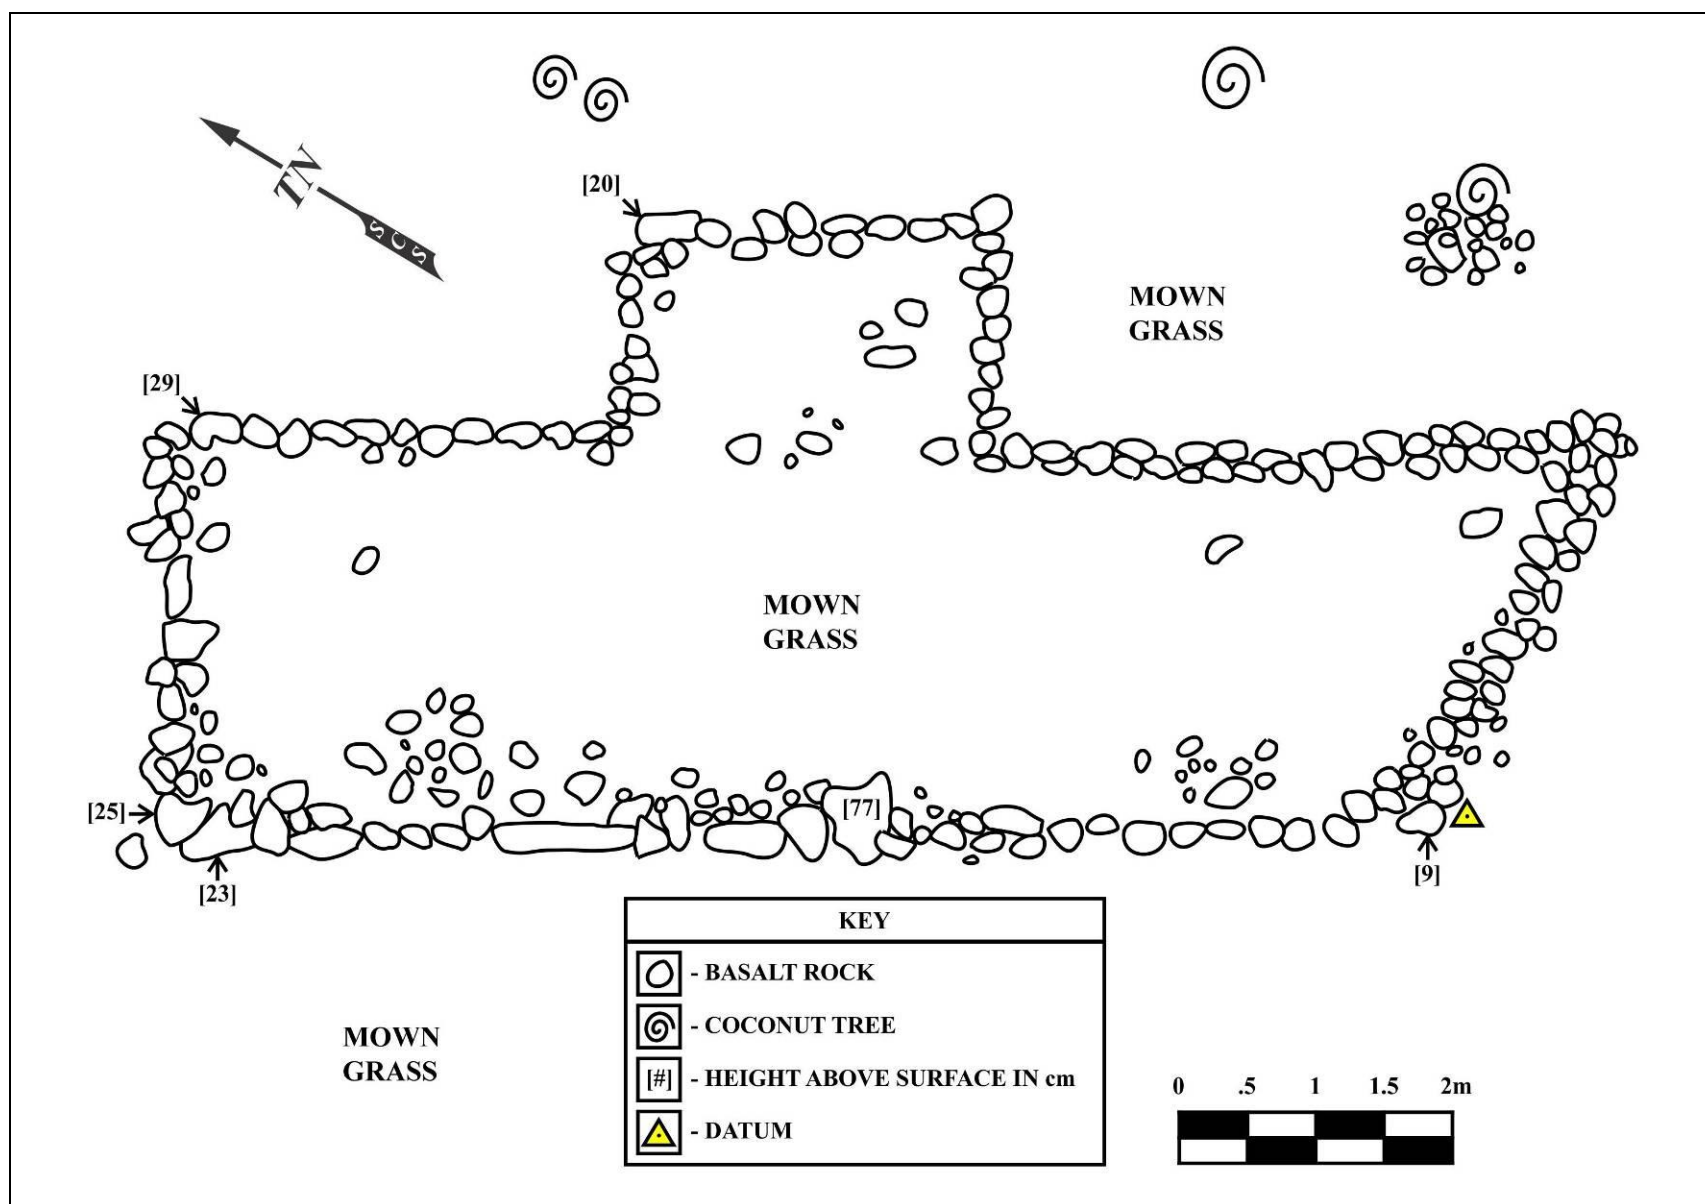 TN
SCS
[20]
MOWN
GRASS
[29]
MOWN
GRASS
[25]
[77]
[23]
[9]
KEY
- BASALT ROCK
- COCONUT TREE
[#] - HEIGHT ABOVE SURFACE IN cm
- DATUM
MOWN
GRASS
0 .5 1 1.5 2m